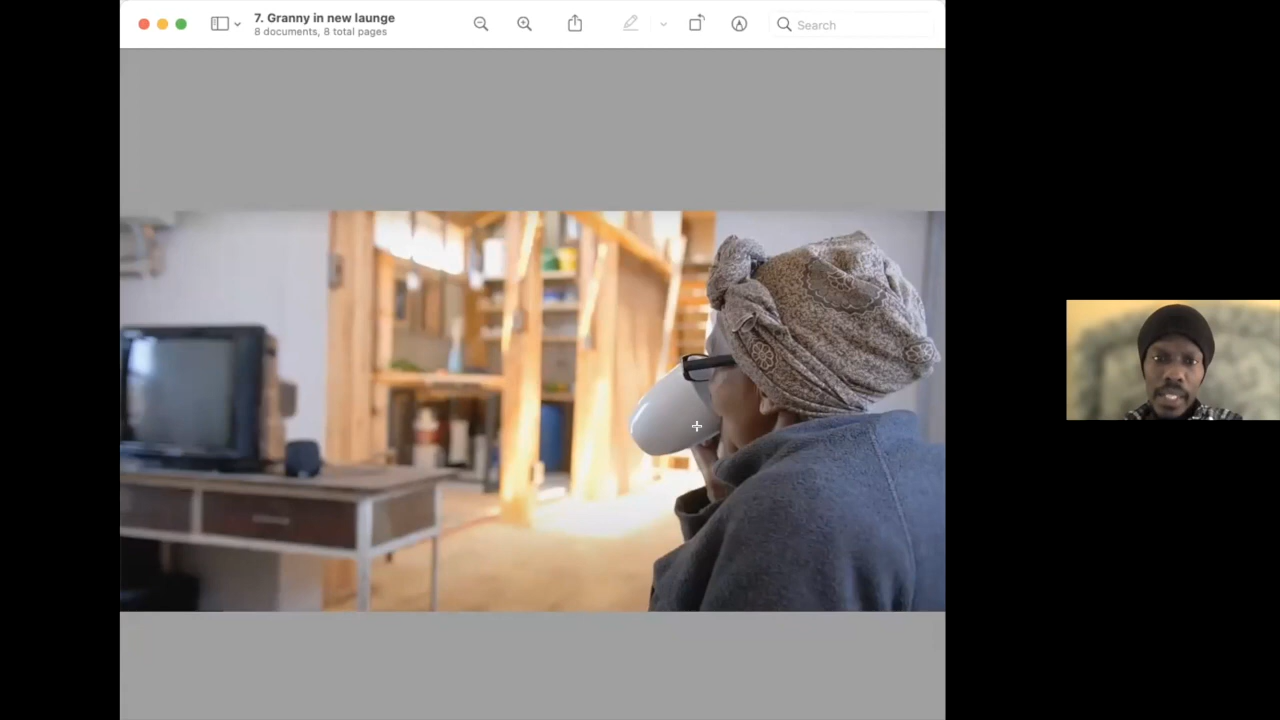 7. Granny in new launge
8 documents, 8 total pages
Search